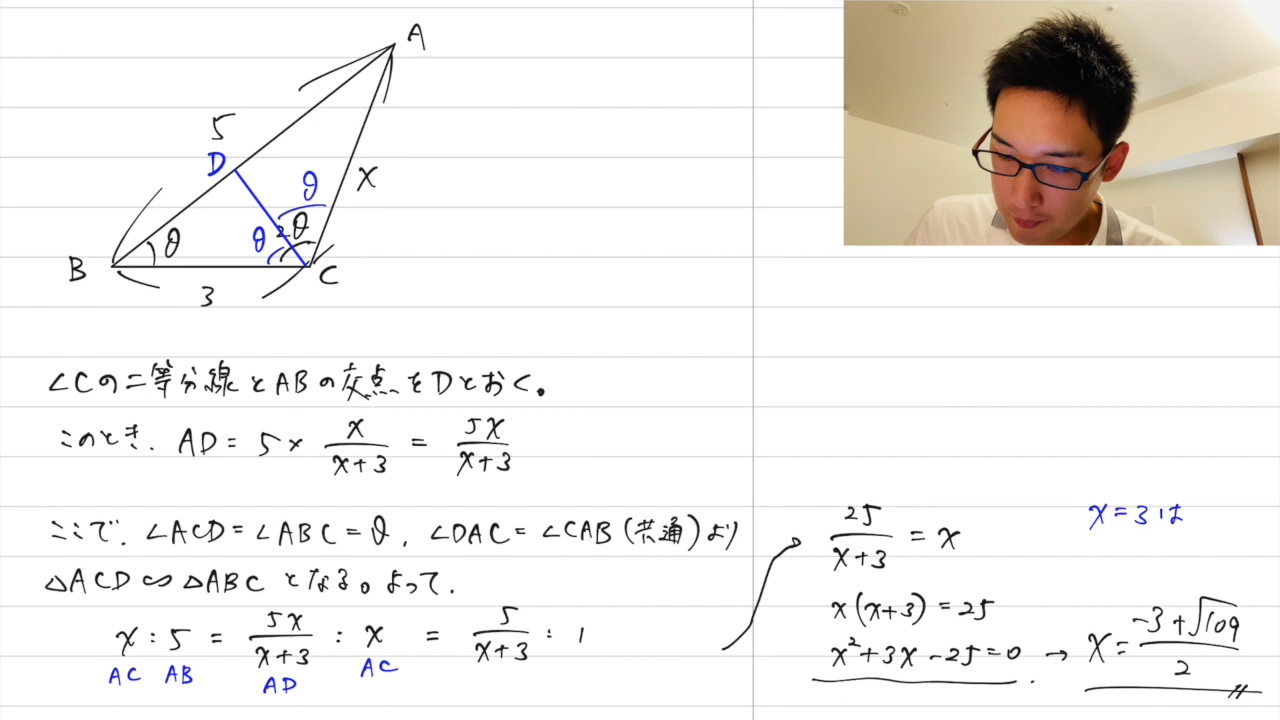 A
5
D
θ
x
θ
θ
2θ
B
C
3
∠Cの二等分線とABの交点をDとおく。
このとき、AD = 5 × x/(x+3) = 5x/(x+3)
ここで、∠ACD = ∠ABC = θ, ∠DAC = ∠CAB (共通) より
△ACD ∽ △ABC となる。よって、
x : 5 = 5x/(x+3) : x = 5/(x+3) : 1
AC AB AD AC
25/(x+3) = x
x(x+3) = 25
x²+3x-25=0 → x = (-3+√109)/2
x = 3 は